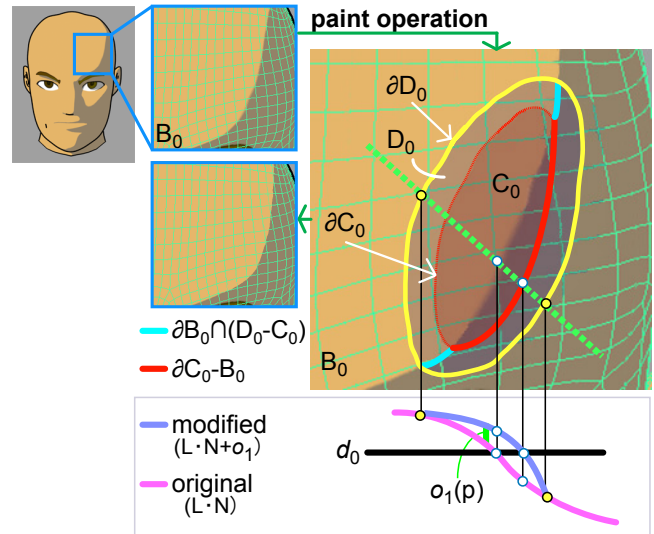 paint operation
B₀
∂D₀
D₀
C₀
∂C₀
∂B₀∩(D₀-C₀)
∂C₀-B₀
B₀
modified
(L·N+o₁)
d₀
original
(L·N)
o₁(p)